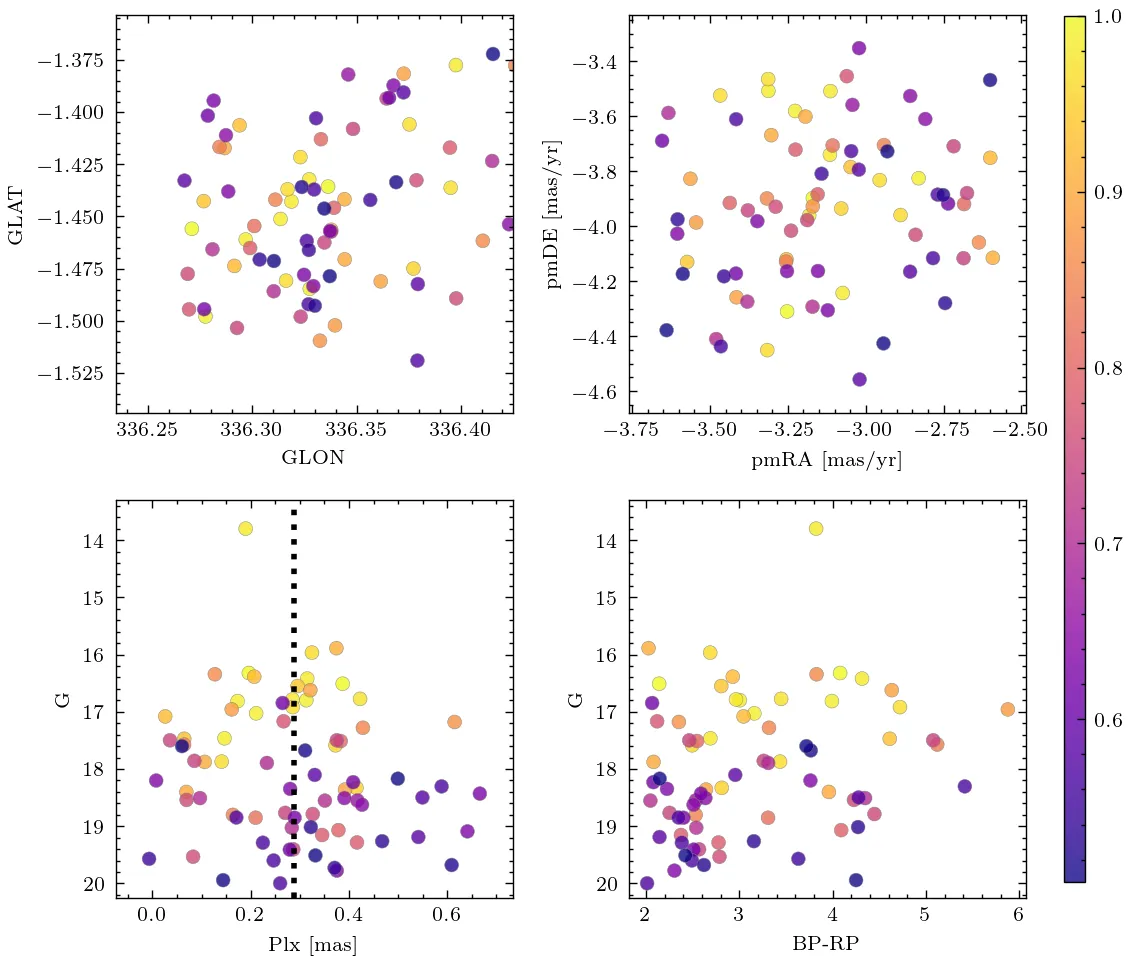 −1.375
−1.400
−1.425
−1.450
−1.475
−1.500
−1.525
GLAT
336.25 336.30 336.35 336.40
GLON
−3.4
−3.6
−3.8
−4.0
−4.2
−4.4
−4.6
pmDE [mas/yr]
−3.75 −3.50 −3.25 −3.00 −2.75 −2.50
pmRA [mas/yr]
14
15
16
17
18
19
20
G
0.0 0.2 0.4 0.6
Plx [mas]
14
15
16
17
18
19
20
G
2 3 4 5 6
BP-RP
1.0
0.9
0.8
0.7
0.6